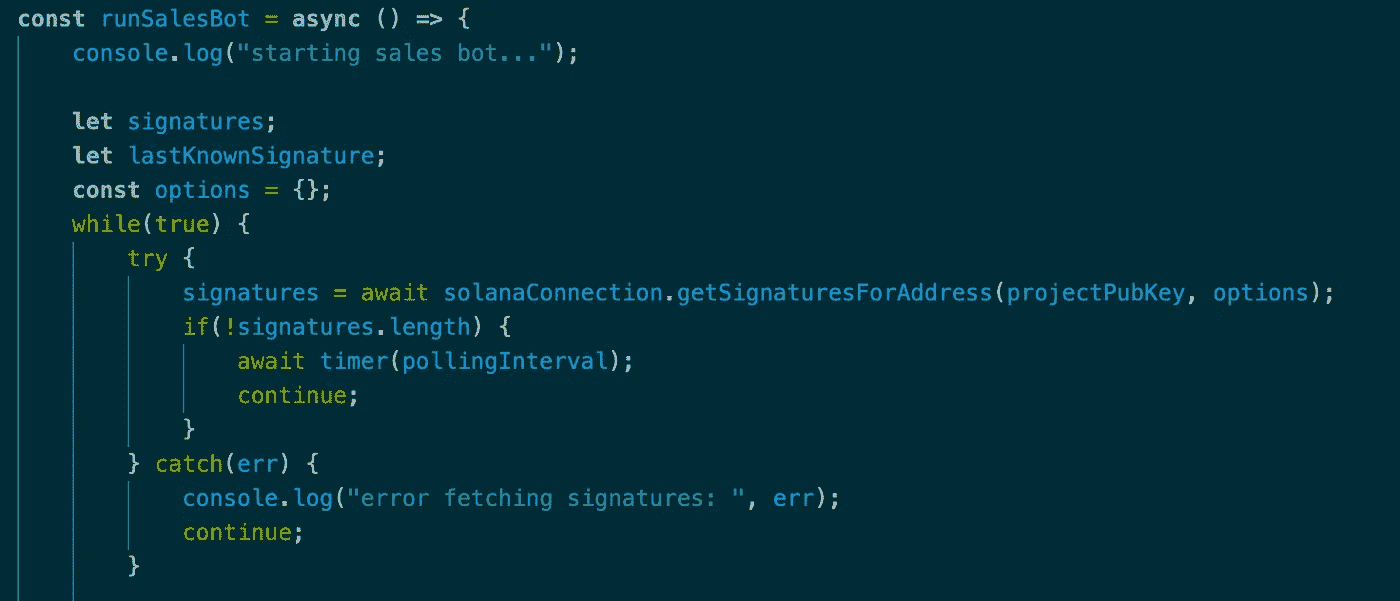 const runSalesBot = async () => {
    console.log("starting sales bot...");

    let signatures;
    let lastKnownSignature;
    const options = {};
    while(true) {
        try {
            signatures = await solanaConnection.getSignaturesForAddress(projectPubKey, options);
            if(!signatures.length) {
                await timer(pollingInterval);
                continue;
            }
        } catch(err) {
            console.log("error fetching signatures: ", err);
            continue;
        }